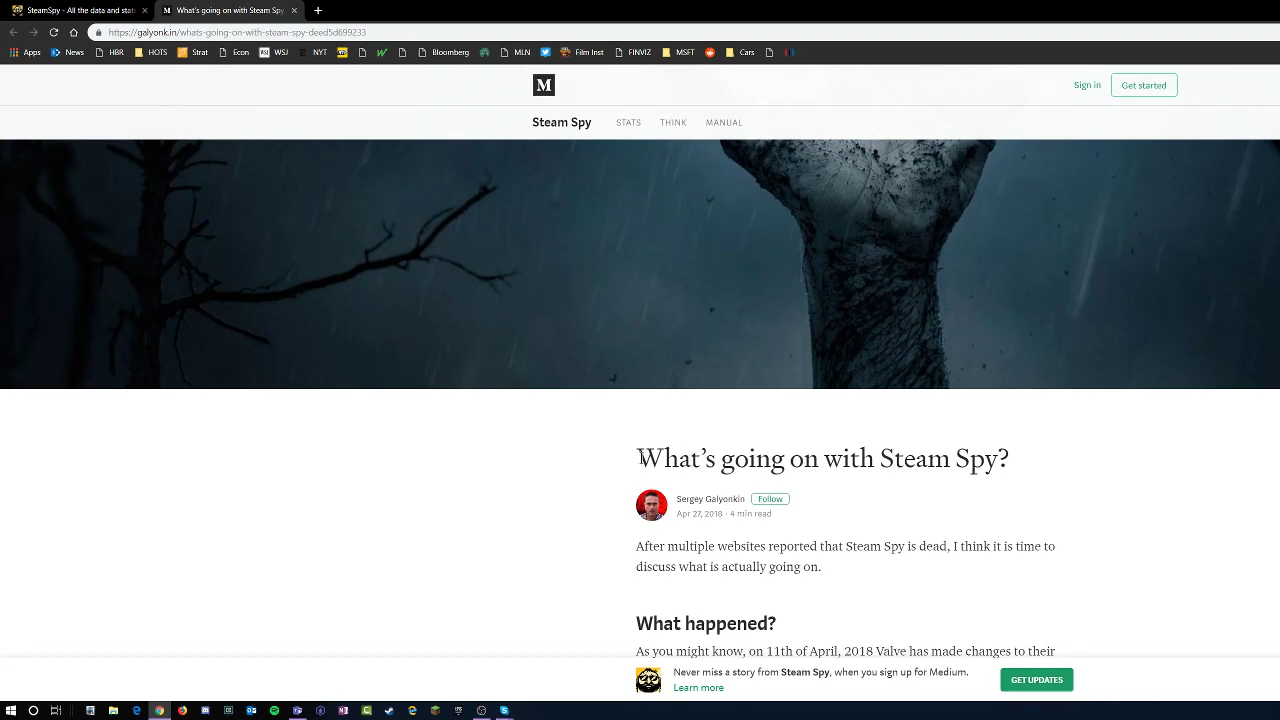 SteamSpy - All the data and stats
What's going on with Steam Spy
https://galyonk.in/whats-going-on-with-steam-spy-deed5d699233
Apps News HBR HOTS Strat Econ WSJ NYT Bloomberg MLN Film Inst FINVIZ MSFT Cars
M
Sign in Get started
Steam Spy STATS THINK MANUAL
What's going on with Steam Spy?
Sergey Galyonkin Follow
Apr 27, 2018 · 4 min read
After multiple websites reported that Steam Spy is dead, I think it is time to
discuss what is actually going on.
What happened?
As you might know, on 11th of April, 2018 Valve has made changes to their
Never miss a story from Steam Spy, when you sign up for Medium.
Learn more
GET UPDATES